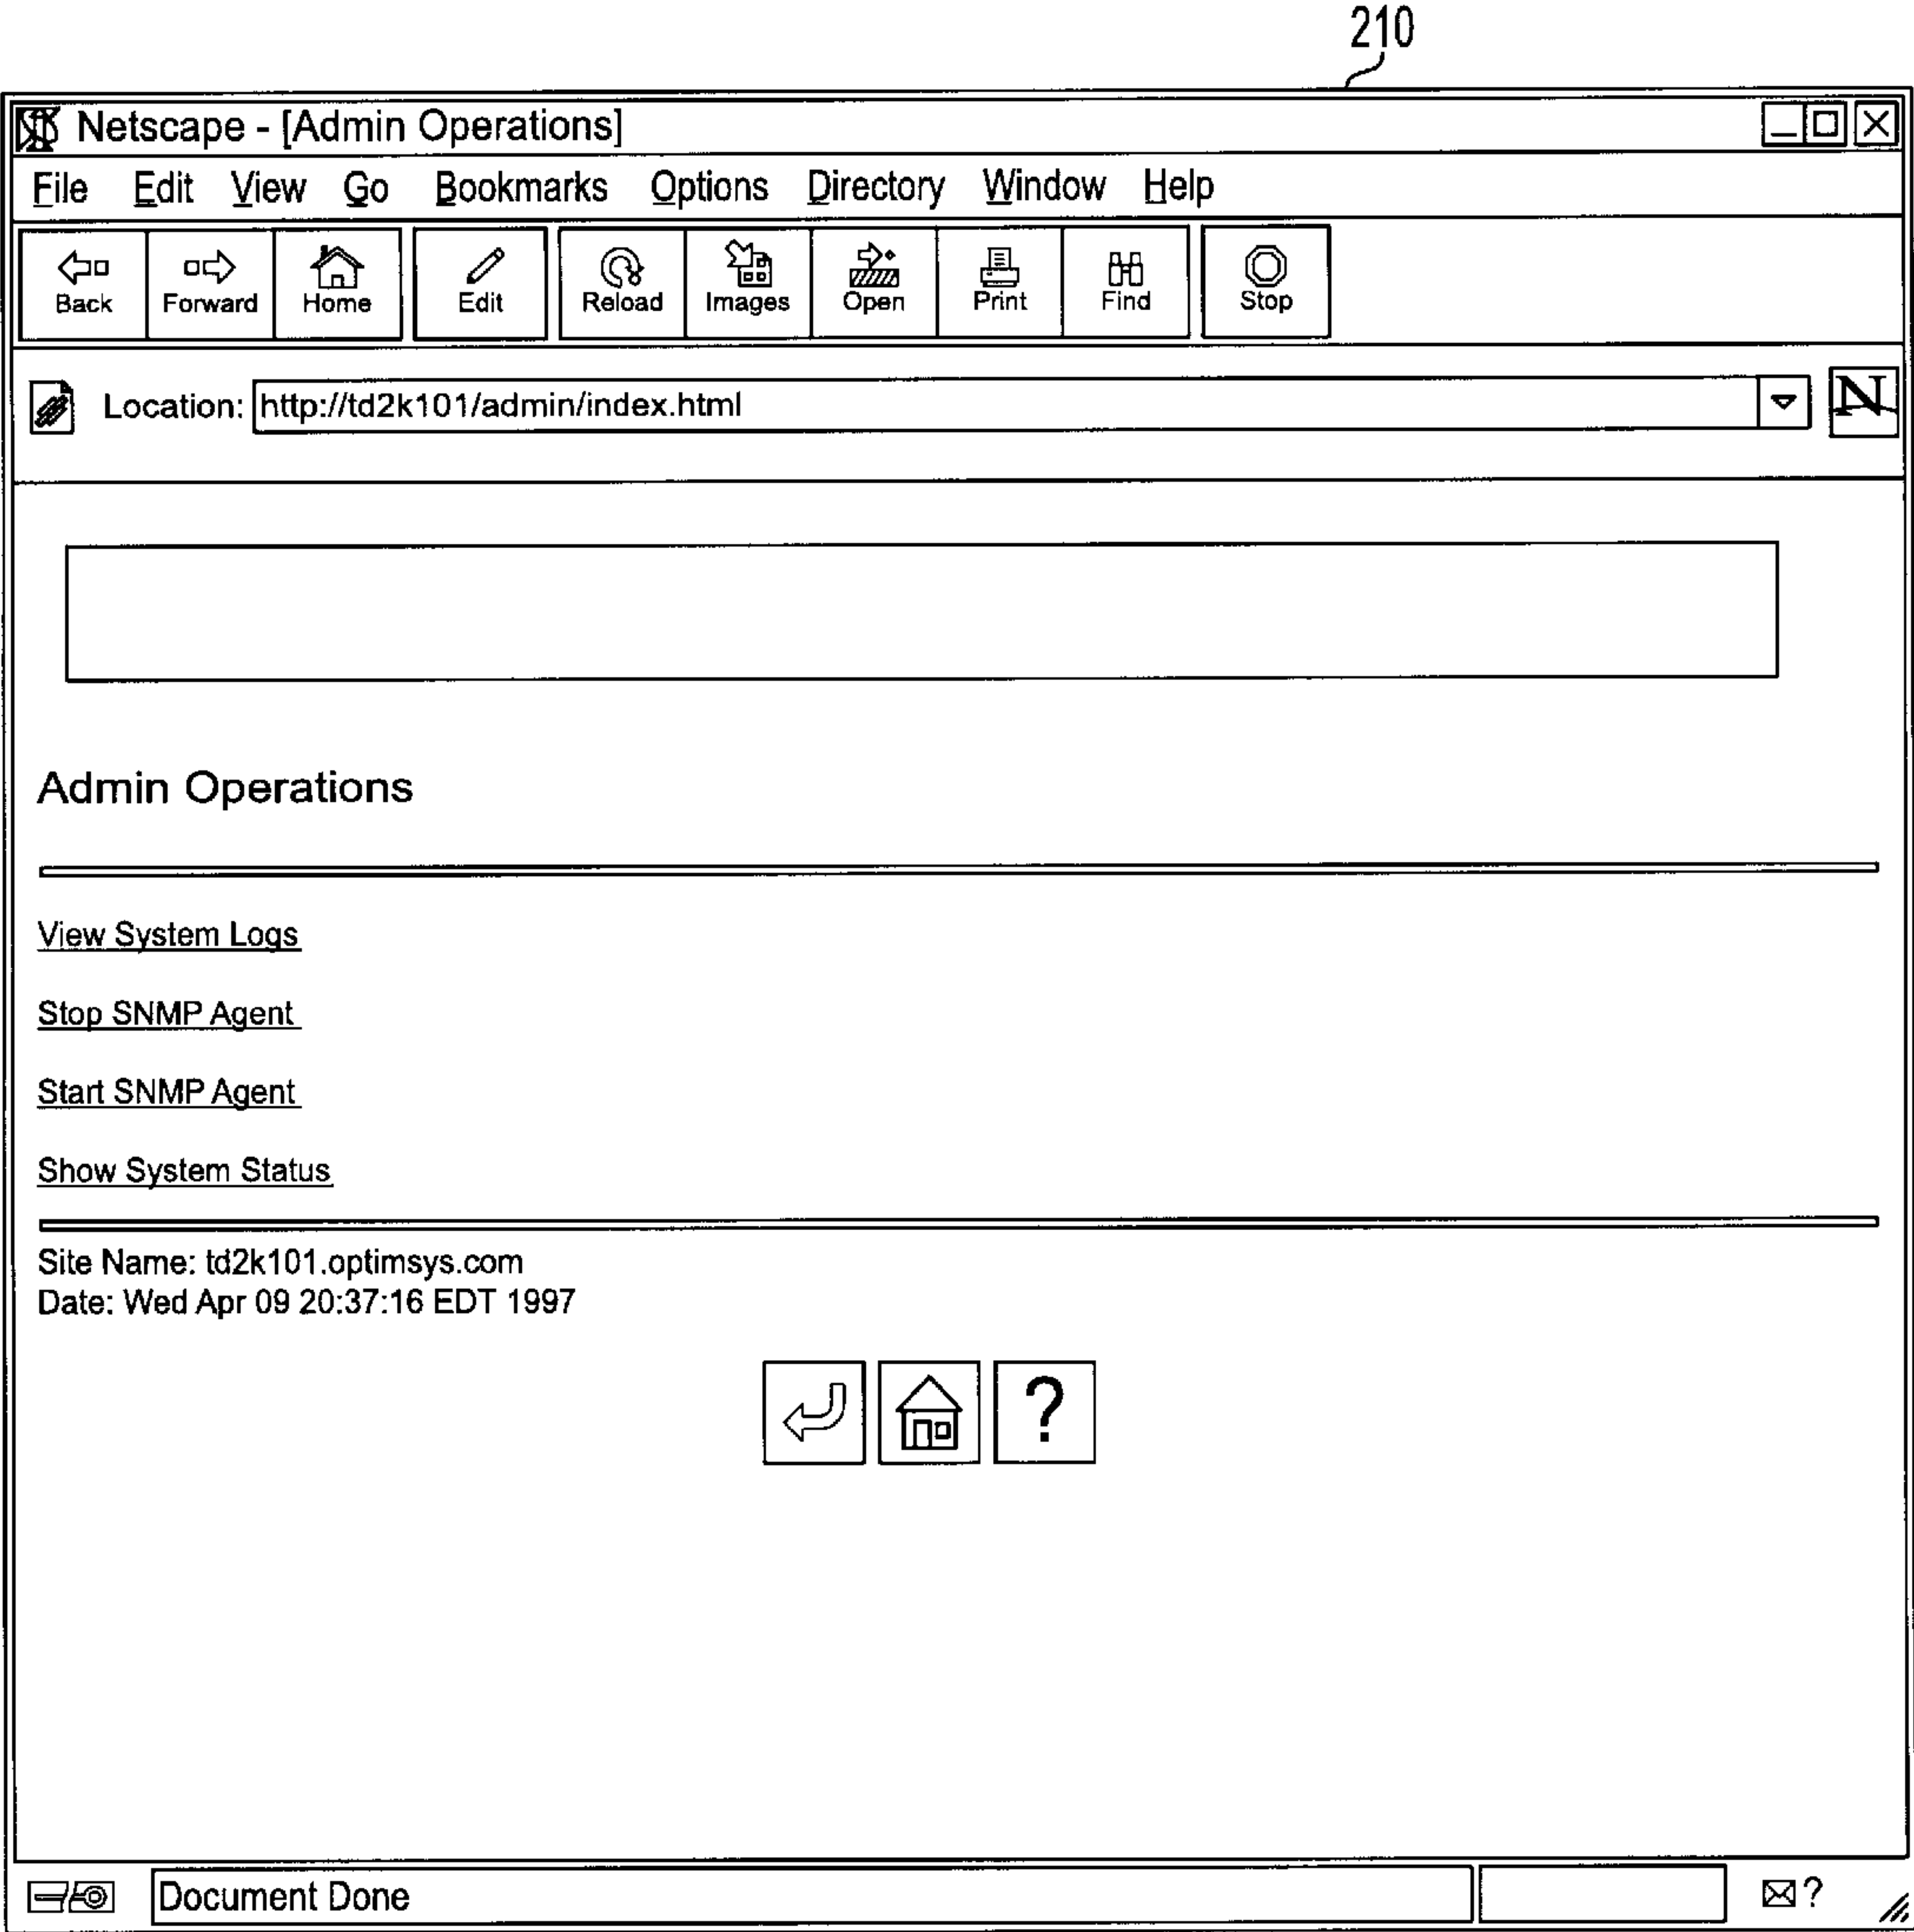 210
Netscape - [Admin Operations]
File Edit View Go Bookmarks Options Directory Window Help
Back Forward Home Edit Reload Images Open Print Find Stop
Location: http://td2k101/admin/index.html
N
Admin Operations
View System Logs
Stop SNMP Agent
Start SNMP Agent
Show System Status
Site Name: td2k101.optimsys.com
Date: Wed Apr 09 20:37:16 EDT 1997
?
Document Done
?